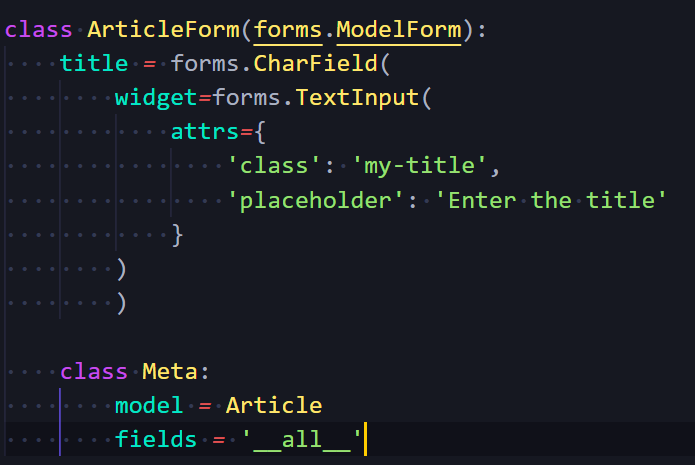 class ArticleForm(forms.ModelForm):
    title = forms.CharField(
        widget=forms.TextInput(
            attrs={
                'class': 'my-title',
                'placeholder': 'Enter the title'
            }
        )
        )

    class Meta:
        model = Article
        fields = '__all__'